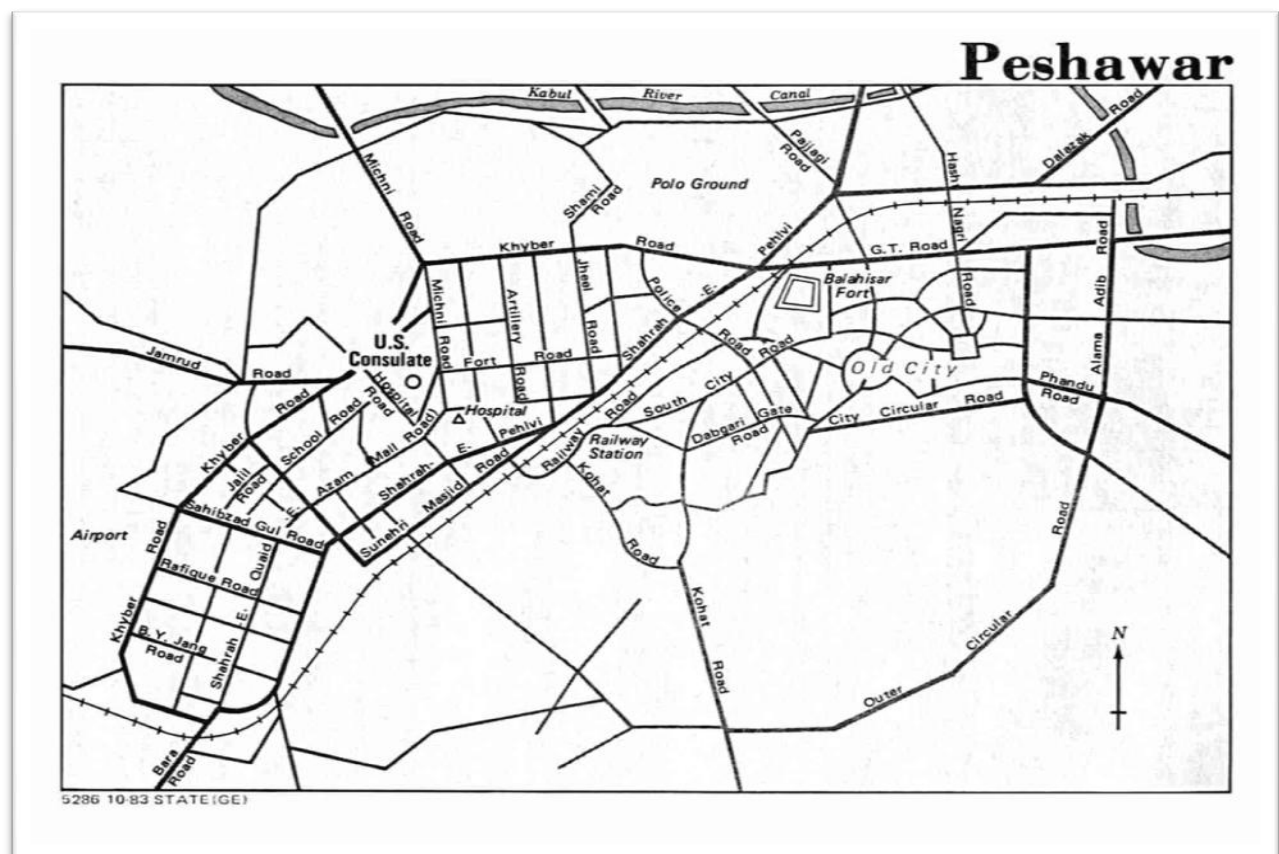 Peshawar
Kabul River Canal
Michni Road
Pajjagi Road
Hasht Nagri Road
Dalazak Road
Shami Road
Polo Ground
Khyber Road
Pehlvi
G.T. Road
Balahisar Fort
Adib
Alama
Road
Michni Road
Artillery Road
Jheel Road
Police Road
Shahrah-E-
U.S. Consulate
Fort Road
Jamrud Road
Hospital Road
Hospital
Old City
Phandu Road
South City Road
City Circular Road
Dabgari Gate Road
Railway Road
Railway Station
Khyber Road
School Road
Jalil Road
Azam
Mall Road
Shahrah-E-Pehlvi
Sunehri Masjid Road
Kohat Road
Airport
Sahibzad Gul Road
Rafique Road
B.Y. Jang Road
Khyber Road
Shahrah-E-Quaid-E-
Kohat Road
Outer Circular Road
Bara Road
N
5286 10-83 STATE(GE)